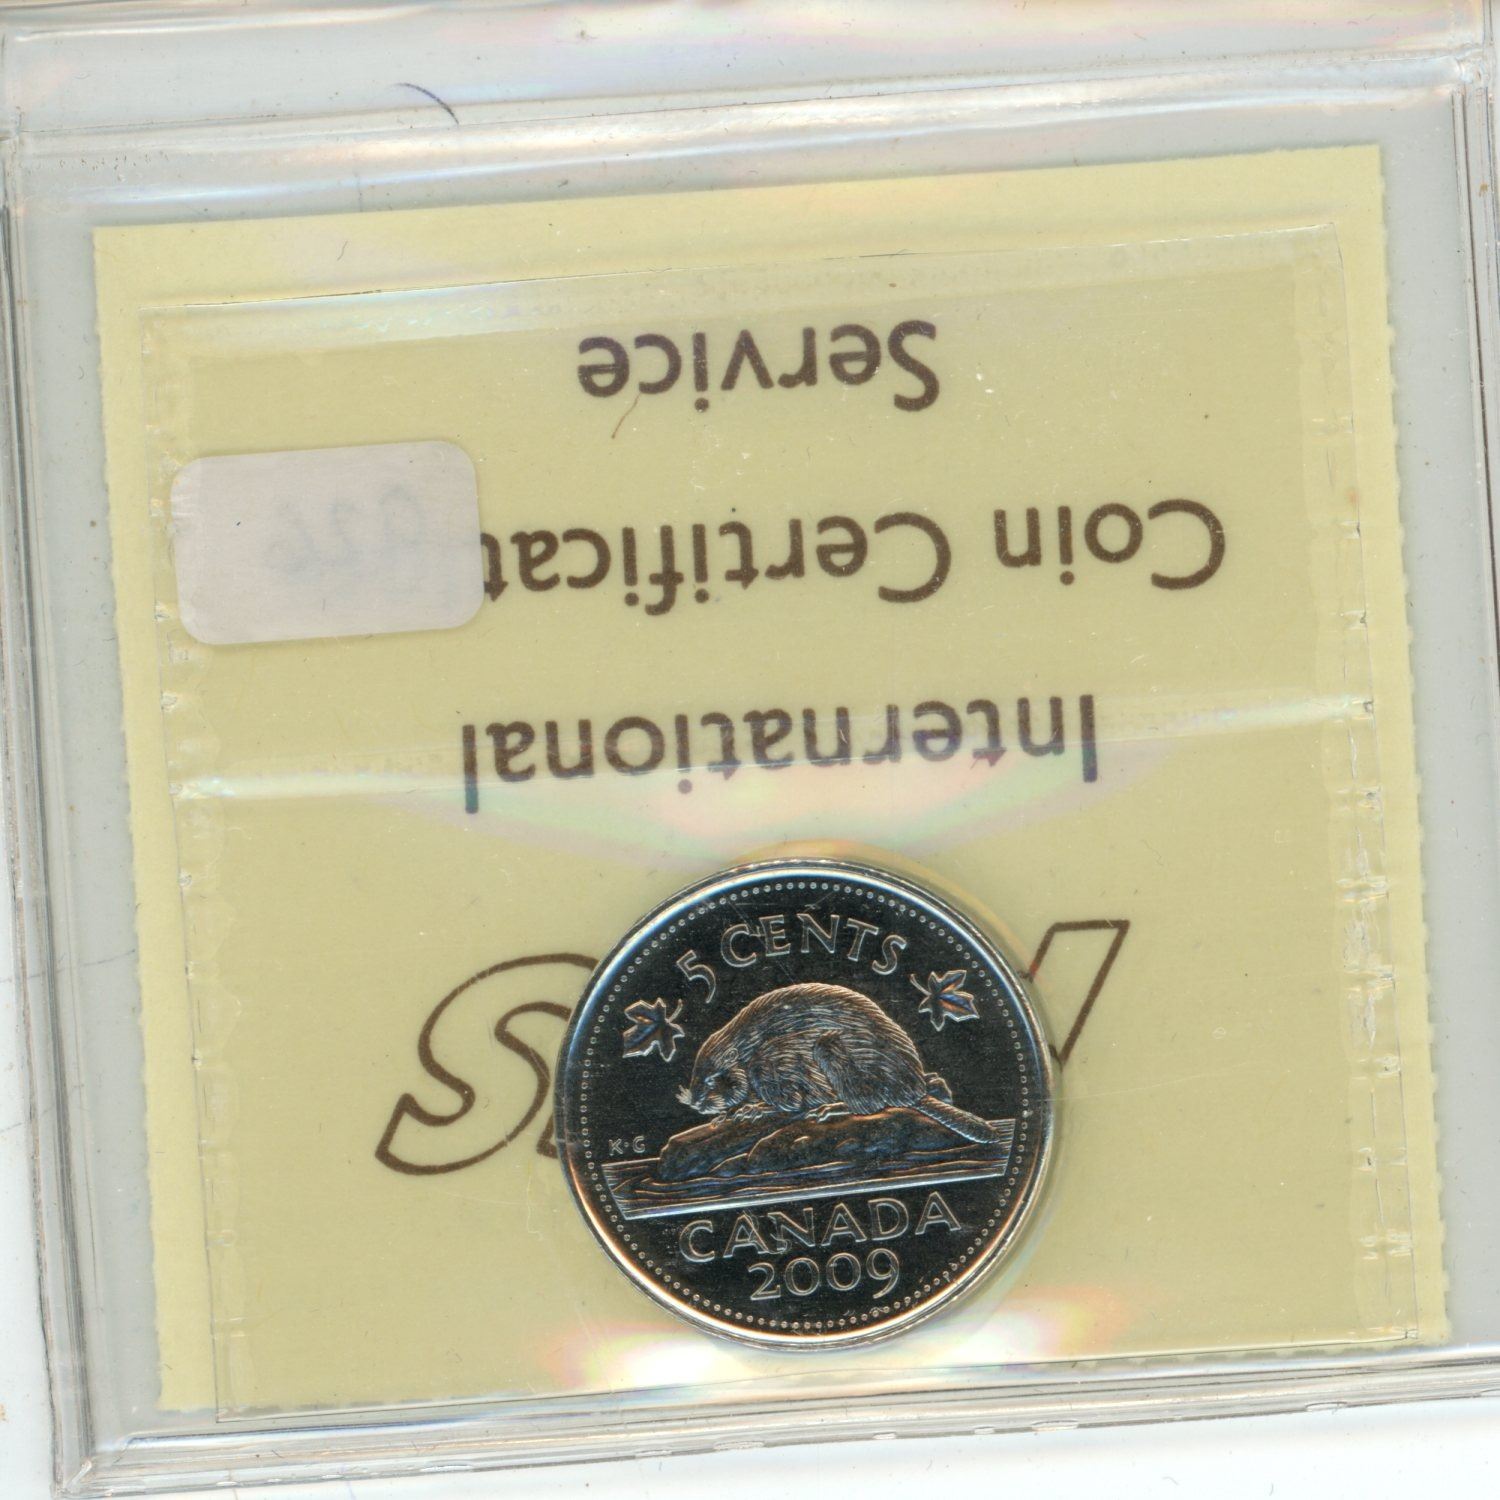 Service
Coin Certificat
International
5 CENTS
K·G
CANADA
2009